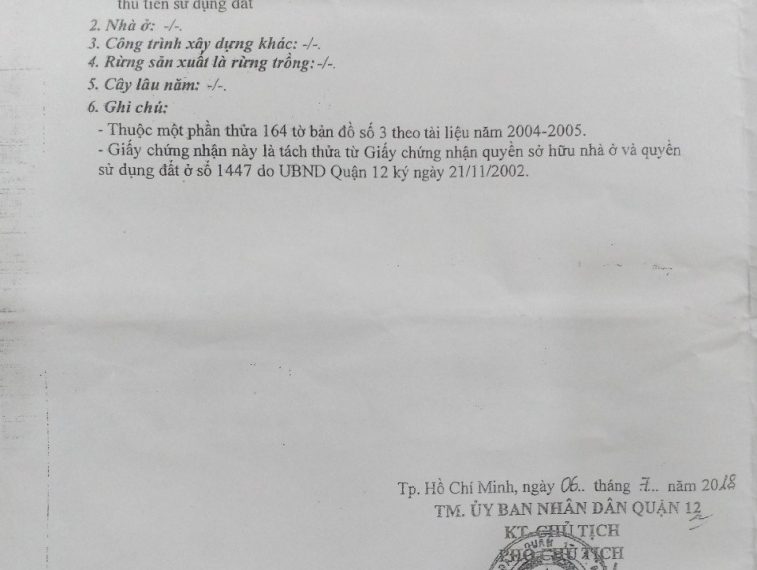 thu tiền sử dụng đất
2. Nhà ở: -/-.
3. Công trình xây dựng khác: -/-.
4. Rừng sản xuất là rừng trồng: -/-.
5. Cây lâu năm: -/-.
6. Ghi chú:
- Thuộc một phần thửa 164 tờ bản đồ số 3 theo tài liệu năm 2004-2005.
- Giấy chứng nhận này là tách thửa từ Giấy chứng nhận quyền sở hữu nhà ở và quyền
sử dụng đất ở số 1447 do UBND Quận 12 ký ngày 21/11/2002.
Tp. Hồ Chí Minh, ngày 06.. tháng .7.. năm 2018
TM. ỦY BAN NHÂN DÂN QUẬN 12
KT. CHỦ TỊCH
PHÓ CHỦ TỊCH